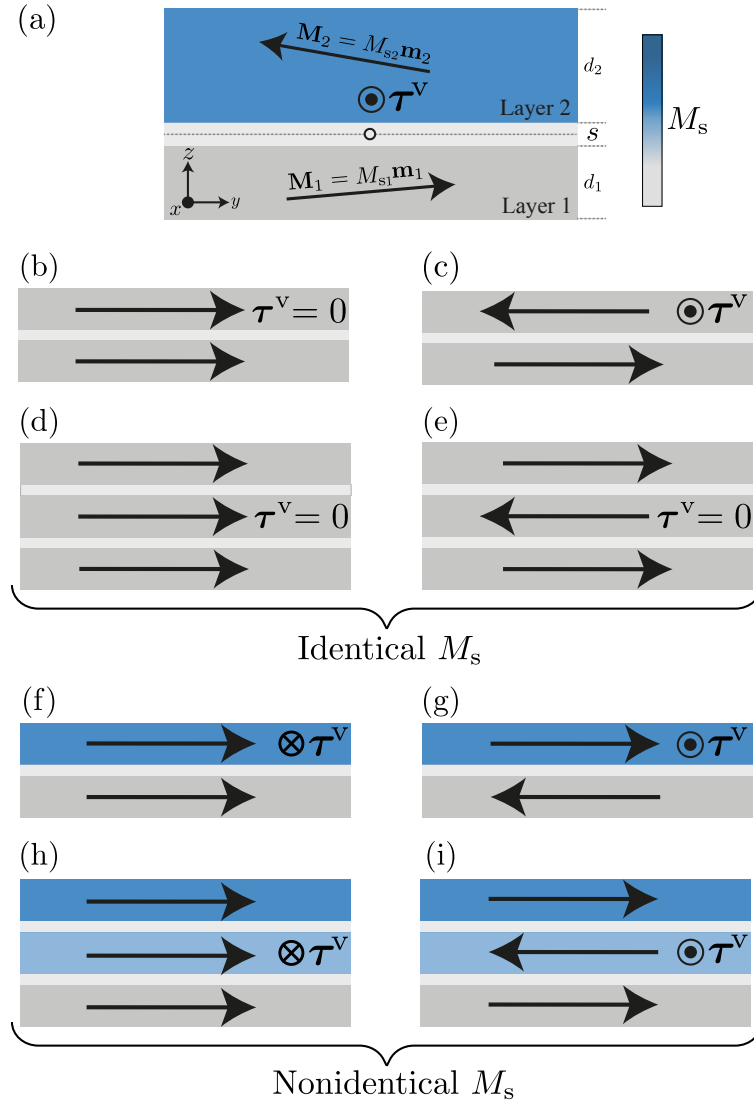 (a)
M₂ = Mₛ₂m₂
τᵛ
Layer 2
d₂
s
d₁
Mₛ
z
x
y
M₁ = Mₛ₁m₁
Layer 1
(b)
τᵛ = 0
(c)
τᵛ
(d)
τᵛ = 0
(e)
τᵛ = 0
Identical Mₛ
(f)
τᵛ
(g)
τᵛ
(h)
τᵛ
(i)
τᵛ
Nonidentical Mₛ